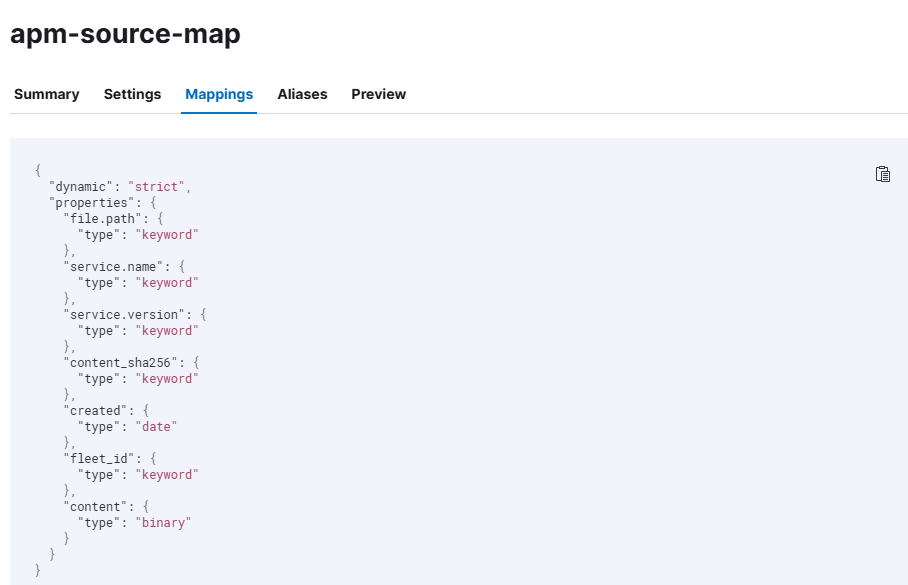 apm-source-map
Summary Settings Mappings Aliases Preview
{
  "dynamic": "strict",
  "properties": {
    "file.path": {
      "type": "keyword"
    },
    "service.name": {
      "type": "keyword"
    },
    "service.version": {
      "type": "keyword"
    },
    "content_sha256": {
      "type": "keyword"
    },
    "created": {
      "type": "date"
    },
    "fleet_id": {
      "type": "keyword"
    },
    "content": {
      "type": "binary"
    }
  }
}